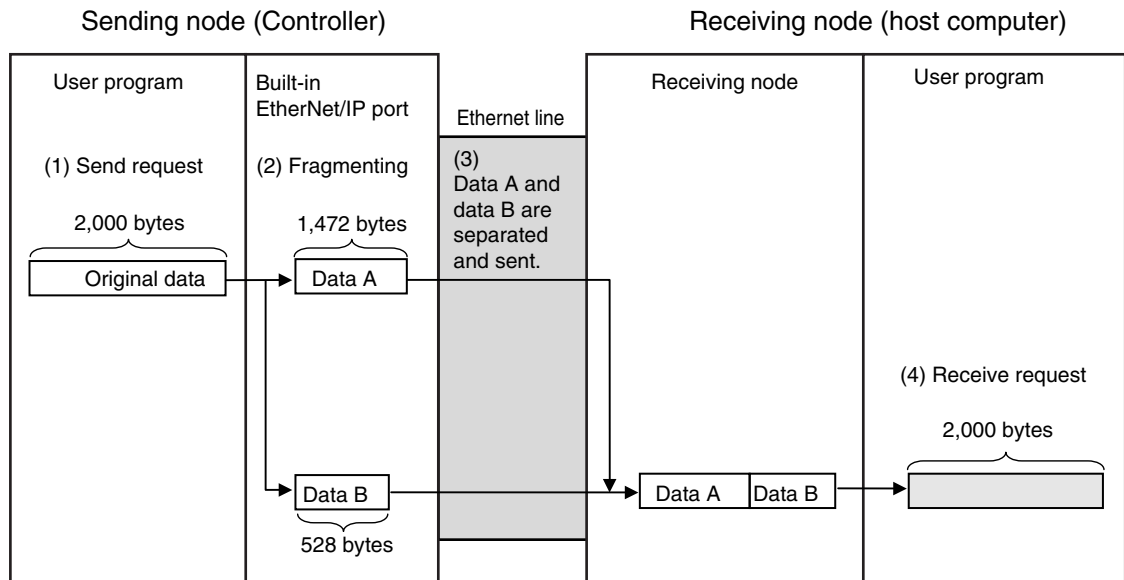 Sending node (Controller)
Receiving node (host computer)
User program
Built-in
EtherNet/IP port
Ethernet line
Receiving node
User program
(1) Send request
(2) Fragmenting
(3)
Data A and
data B are
separated
and sent.
2,000 bytes
1,472 bytes
Original data
Data A
(4) Receive request
2,000 bytes
Data B
528 bytes
Data A
Data B